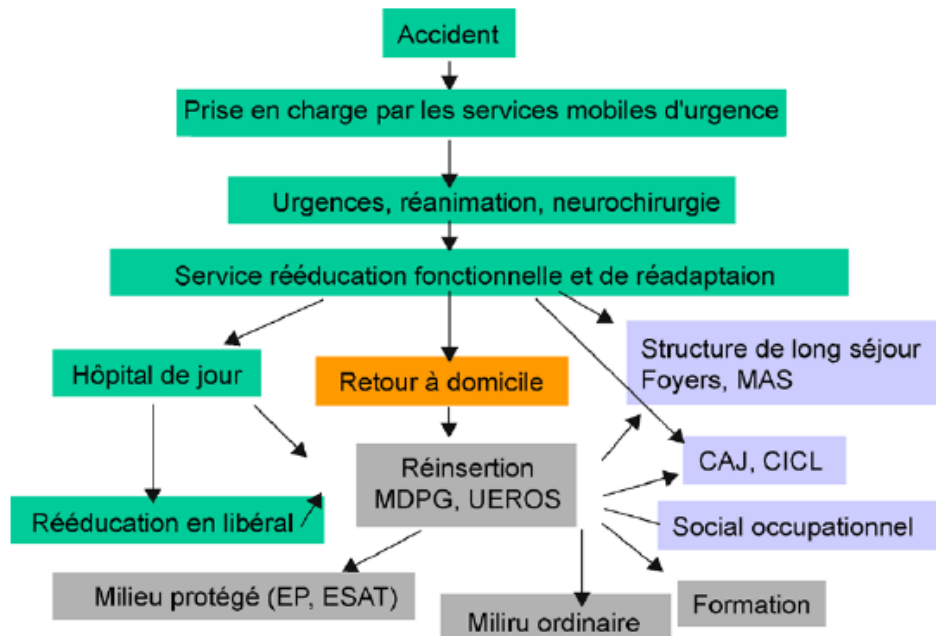 Accident
Prise en charge par les services mobiles d'urgence
Urgences, réanimation, neurochirurgie
Service rééducation fonctionnelle et de réadaptaion
Hôpital de jour
Retour à domicile
Structure de long séjour
Foyers, MAS
Réinsertion
MDPG, UEROS
CAJ, CICL
Rééducation en libéral
Social occupationnel
Milieu protégé (EP, ESAT)
Miliru ordinaire
Formation